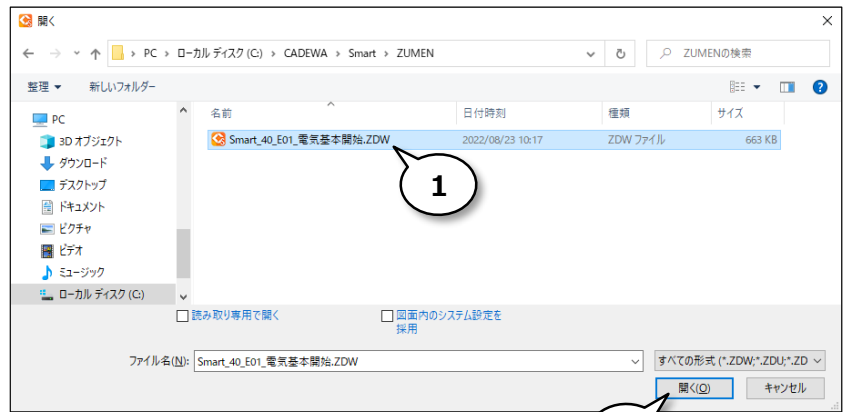 開く
PC › ローカル ディスク (C:) › CADEWA › Smart › ZUMEN
ZUMENの検索
整理 新しいフォルダー
名前 日付時刻 種類 サイズ
Smart_40_E01_電気基本開始.ZDW 2022/08/23 10:17 ZDW ファイル 663 KB
1
PC
3D オブジェクト
ダウンロード
デスクトップ
ドキュメント
ピクチャ
ビデオ
ミュージック
ローカル ディスク (C:)
読み取り専用で開く
図面内のシステム設定を
採用
ファイル名(N): Smart_40_E01_電気基本開始.ZDW
すべての形式 (*.ZDW;*.ZDU;*.ZD
開く(O) キャンセル